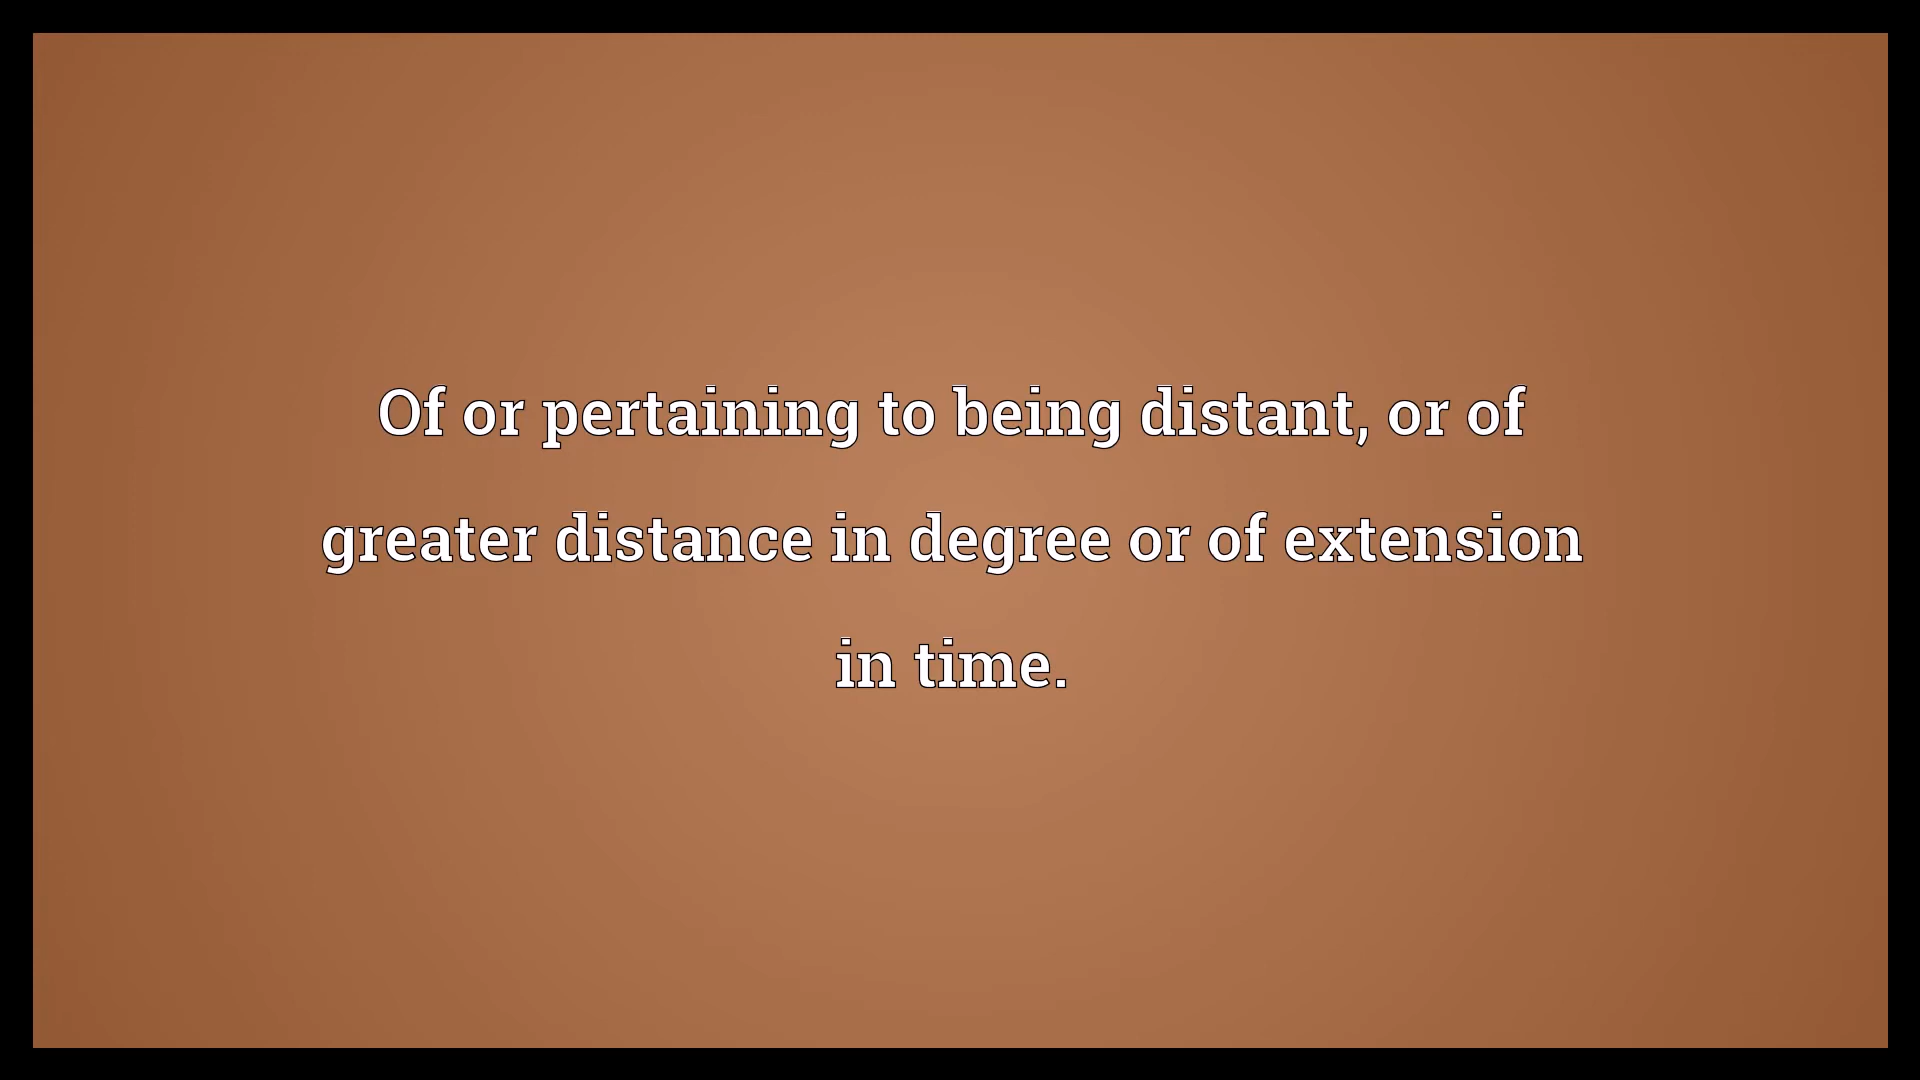 Of or pertaining to being distant, or of
greater distance in degree or of extension
in time.